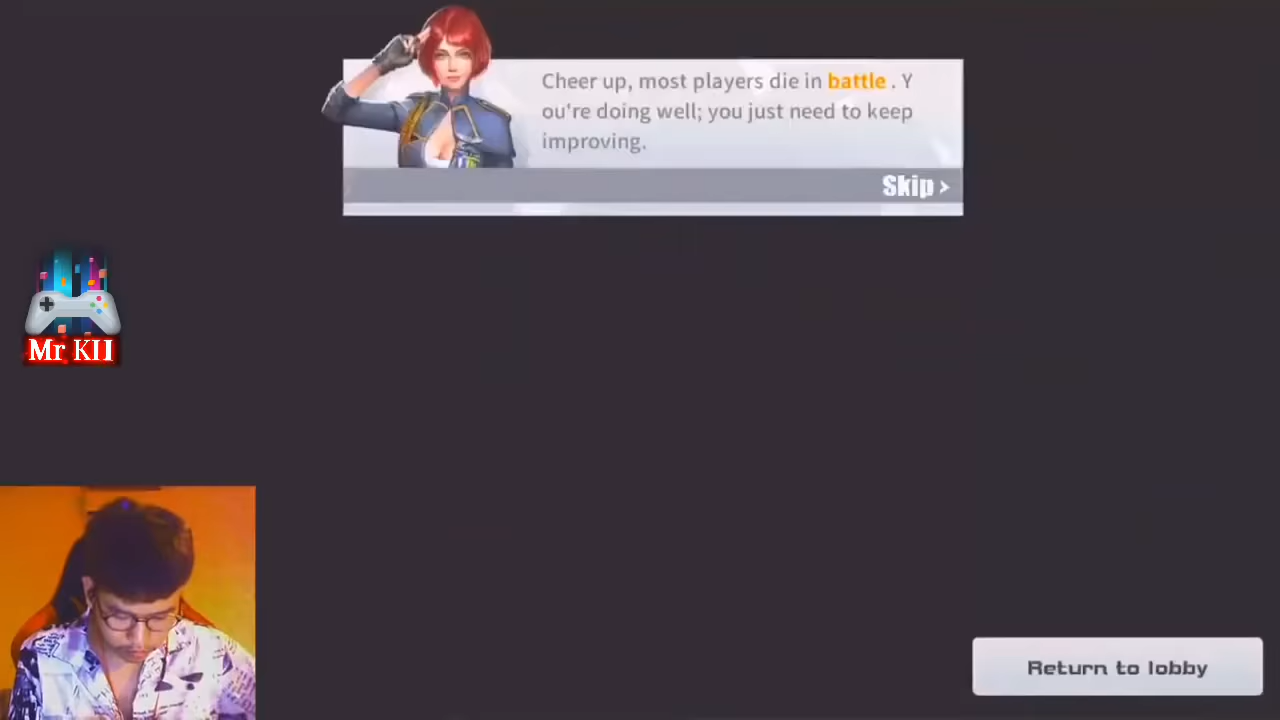 Cheer up, most players die in battle . Y
ou're doing well; you just need to keep
improving.
Skip >
Mr KII
Return to lobby